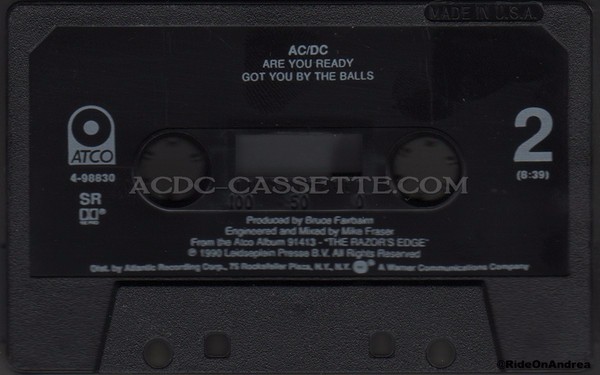 MADE IN U.S.A.
AC/DC
ARE YOU READY
GOT YOU BY THE BALLS
ATCO
4-98830
SR
2
(8:39)
ACDC-CASSETTE.COM
100 50 0
Produced by Bruce Fairbairn
Engineered and Mixed by Mike Fraser
From the Atco Album 91413 - "THE RAZOR'S EDGE"
℗ 1990 Leidseplein Presse B.V. All Rights Reserved
Dist. by Atlantic Recording Corp., 75 Rockefeller Plaza, N.Y., N.Y. ® A Warner Communications Company
©RideOnAndrea